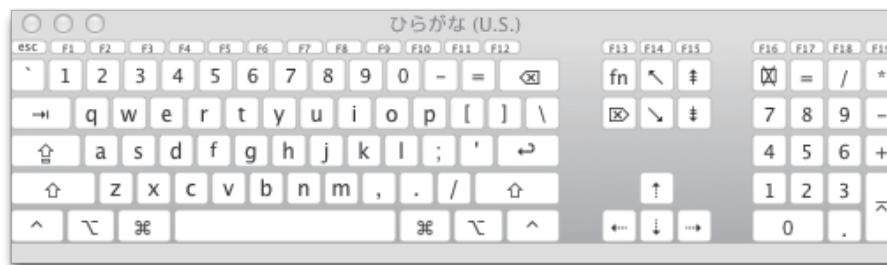 ひらがな (U.S.)
esc F1 F2 F3 F4 F5 F6 F7 F8 F9 F10 F11 F12 F13 F14 F15 F16 F17 F18 F19
` 1 2 3 4 5 6 7 8 9 0 - = ⌫ fn ↖ ⇞ ⌧ = / *
⇥ q w e r t y u i o p [ ] \ ⌦ ↘ ⇟ 7 8 9 -
⇪ a s d f g h j k l ; ' ↩ 4 5 6 +
⇧ z x c v b n m , . / ⇧ ⇡ 1 2 3 ⌅
⌃ ⌥ ⌘ ⌘ ⌥ ⌃ ⇠ ⇣ ⇢ 0 .